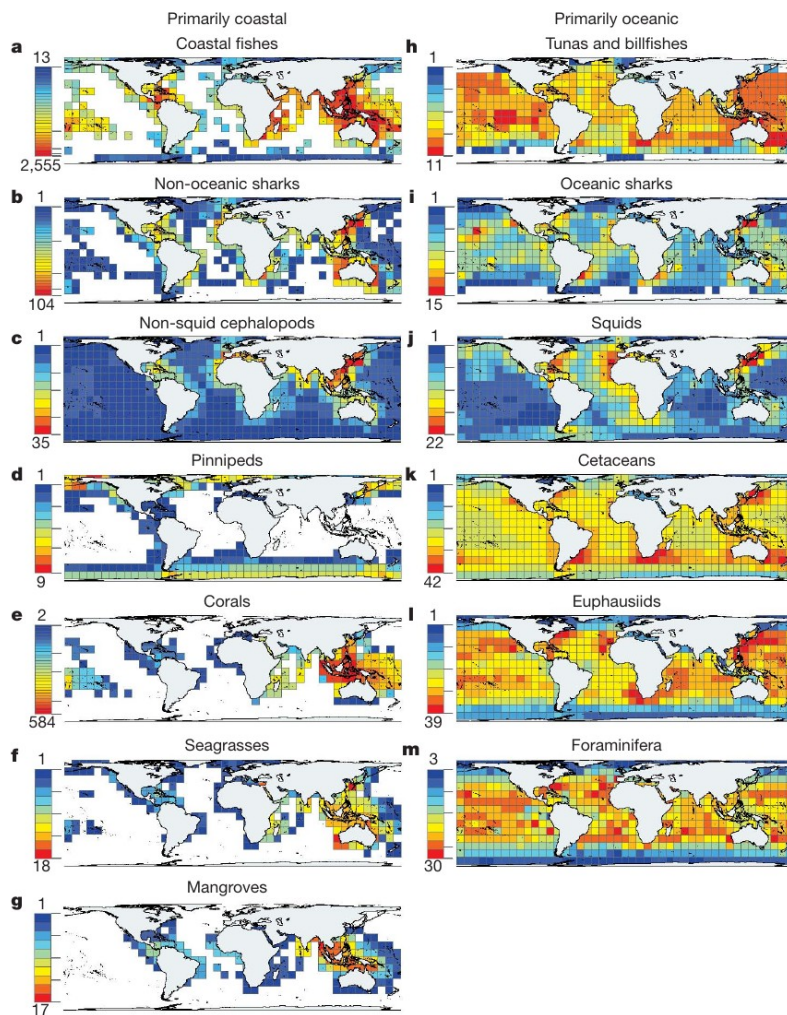 Primarily coastal
a
Coastal fishes
13
2,555
b
Non-oceanic sharks
1
104
c
Non-squid cephalopods
1
35
d
Pinnipeds
1
9
e
Corals
2
584
f
Seagrasses
1
18
g
Mangroves
1
17
Primarily oceanic
h
Tunas and billfishes
1
11
i
Oceanic sharks
1
15
j
Squids
1
22
k
Cetaceans
1
42
l
Euphausiids
1
39
m
Foraminifera
3
30